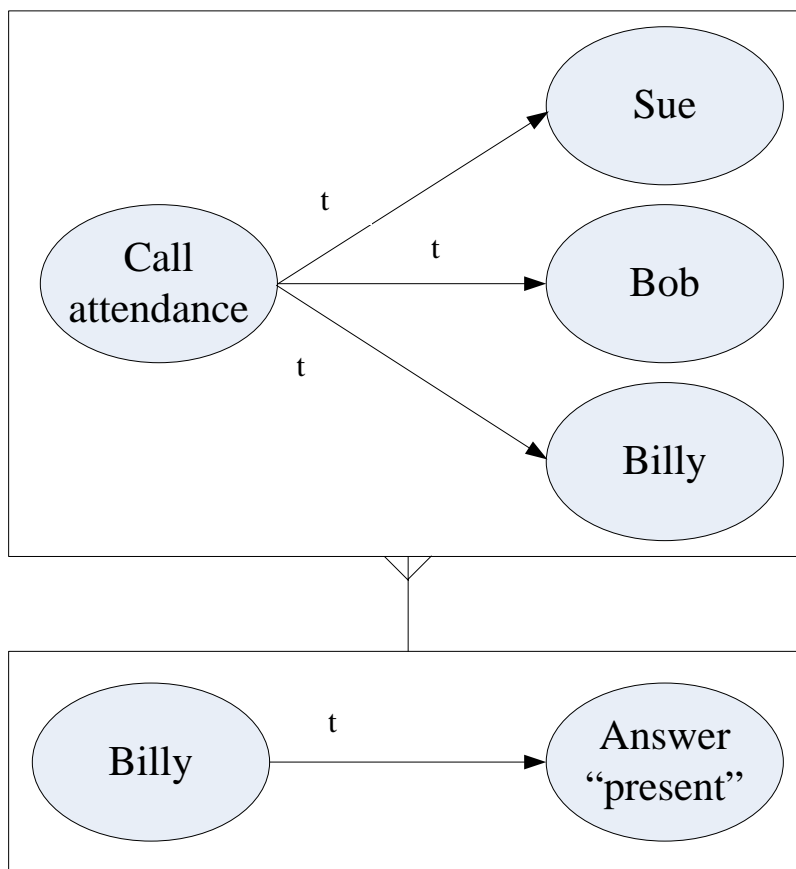 Sue
t
t
Call
attendance
Bob
t
Billy
t
Billy
Answer
“present”